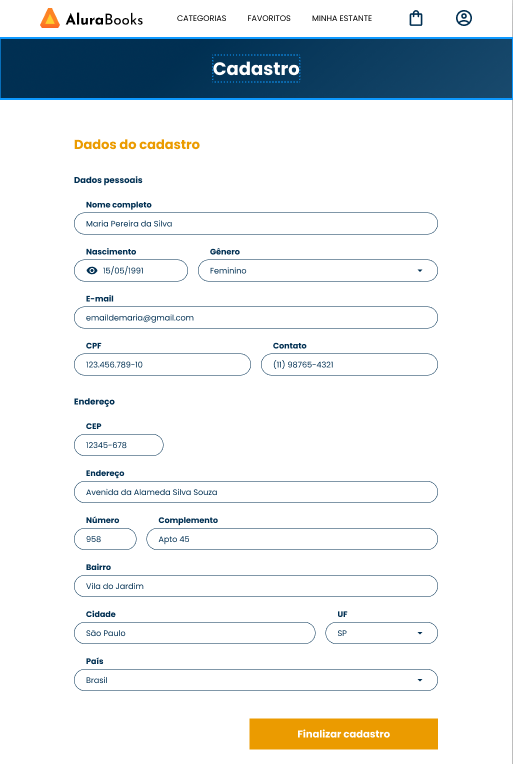 AluraBooks CATEGORIAS FAVORITOS MINHA ESTANTE
Cadastro
Dados do cadastro
Dados pessoais
Nome completo
Maria Pereira da Silva
Nascimento Gênero
15/05/1991 Feminino
E-mail
emaildemaria@gmail.com
CPF Contato
123.456.789-10 (11) 98765-4321
Endereço
CEP
12345-678
Endereço
Avenida da Alameda Silva Souza
Número Complemento
958 Apto 45
Bairro
Vila do Jardim
Cidade UF
São Paulo SP
País
Brasil
Finalizar cadastro